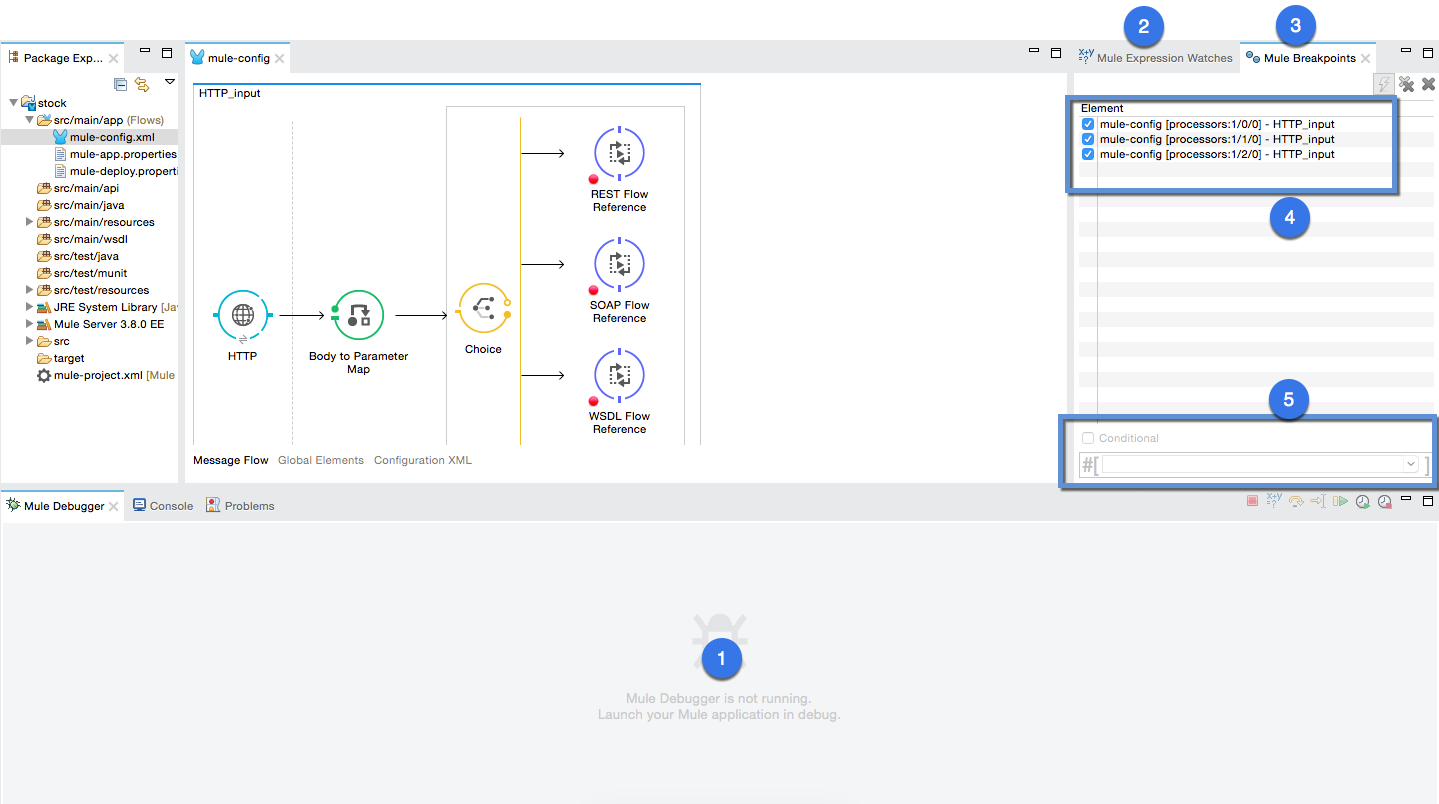 2
3
Package Exp...
mule-config
x+y
=?
Mule Expression Watches
Mule Breakpoints
stock
src/main/app (Flows)
mule-config.xml
mule-app.properties
mule-deploy.properti
src/main/api
src/main/java
src/main/resources
src/main/wsdl
src/test/java
src/test/munit
src/test/resources
JRE System Library [Jav
Mule Server 3.8.0 EE
src
target
mule-project.xml [Mule
HTTP_input
REST Flow
Reference
SOAP Flow
Reference
HTTP
Body to Parameter
Map
Choice
WSDL Flow
Reference
Message Flow
Global Elements
Configuration XML
Element
mule-config [processors:1/0/0] - HTTP_input
mule-config [processors:1/1/0] - HTTP_input
mule-config [processors:1/2/0] - HTTP_input
4
5
Conditional
#[ ]
Mule Debugger
Console
Problems
x+y
=?
1
Mule Debugger is not running.
Launch your Mule application in debug.